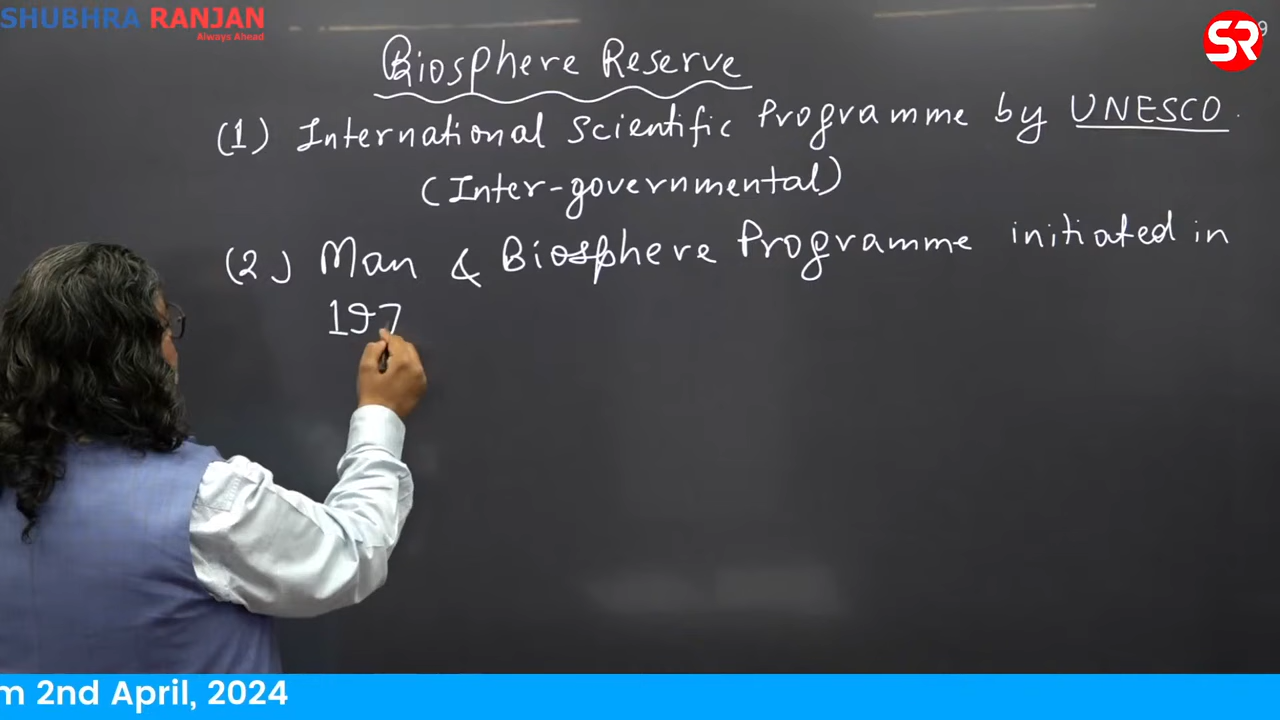 SHUBHRA RANJAN
Always Ahead
SR
9
Biosphere Reserve
(1) International Scientific Programme by UNESCO.
(Inter-governmental)
(2) Man & Biosphere Programme initiated in
197
m 2nd April, 2024